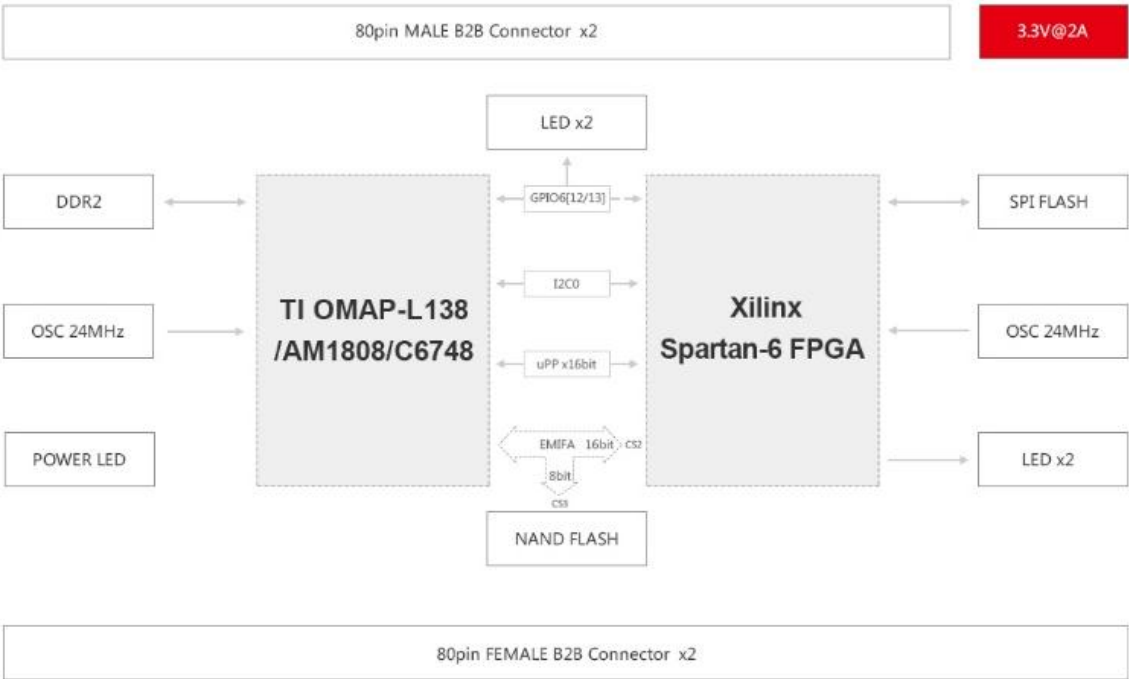 80pin MALE B2B Connector x2
3.3V@2A
LED x2
DDR2
GPIO6[12/13]
SPI FLASH
I2C0
TI OMAP-L138
/AM1808/C6748
Xilinx
Spartan-6 FPGA
OSC 24MHz
OSC 24MHz
uPP x16bit
POWER LED
EMIFA 16bit
CS2
LED x2
8bit
CS3
NAND FLASH
80pin FEMALE B2B Connector x2